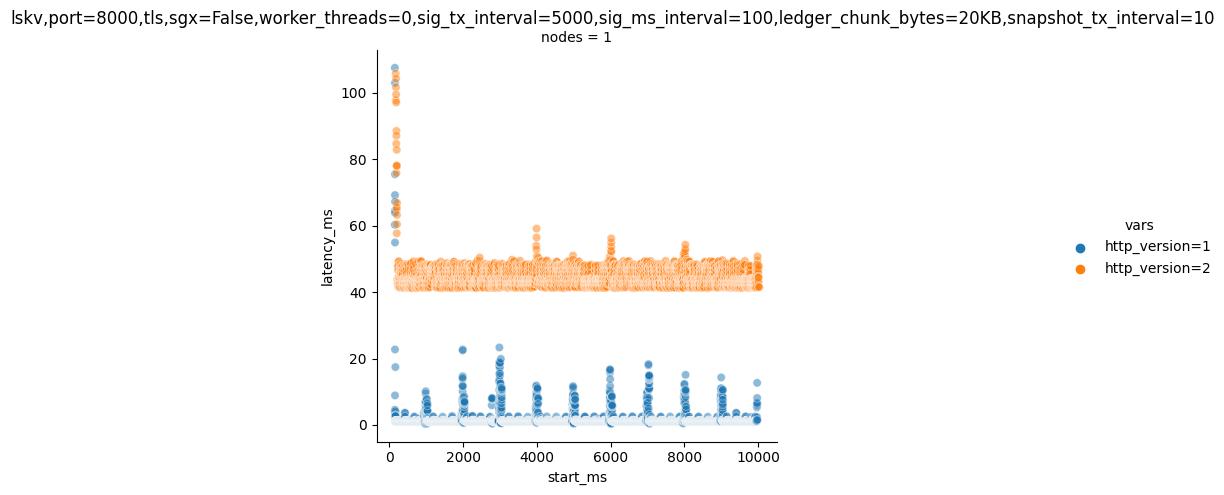 lskv,port=8000,tls,sgx=False,worker_threads=0,sig_tx_interval=5000,sig_ms_interval=100,ledger_chunk_bytes=20KB,snapshot_tx_interval=10
nodes = 1
100
80
60
40
20
0
latency_ms
0
2000
4000
6000
8000
10000
start_ms
vars
http_version=1
http_version=2